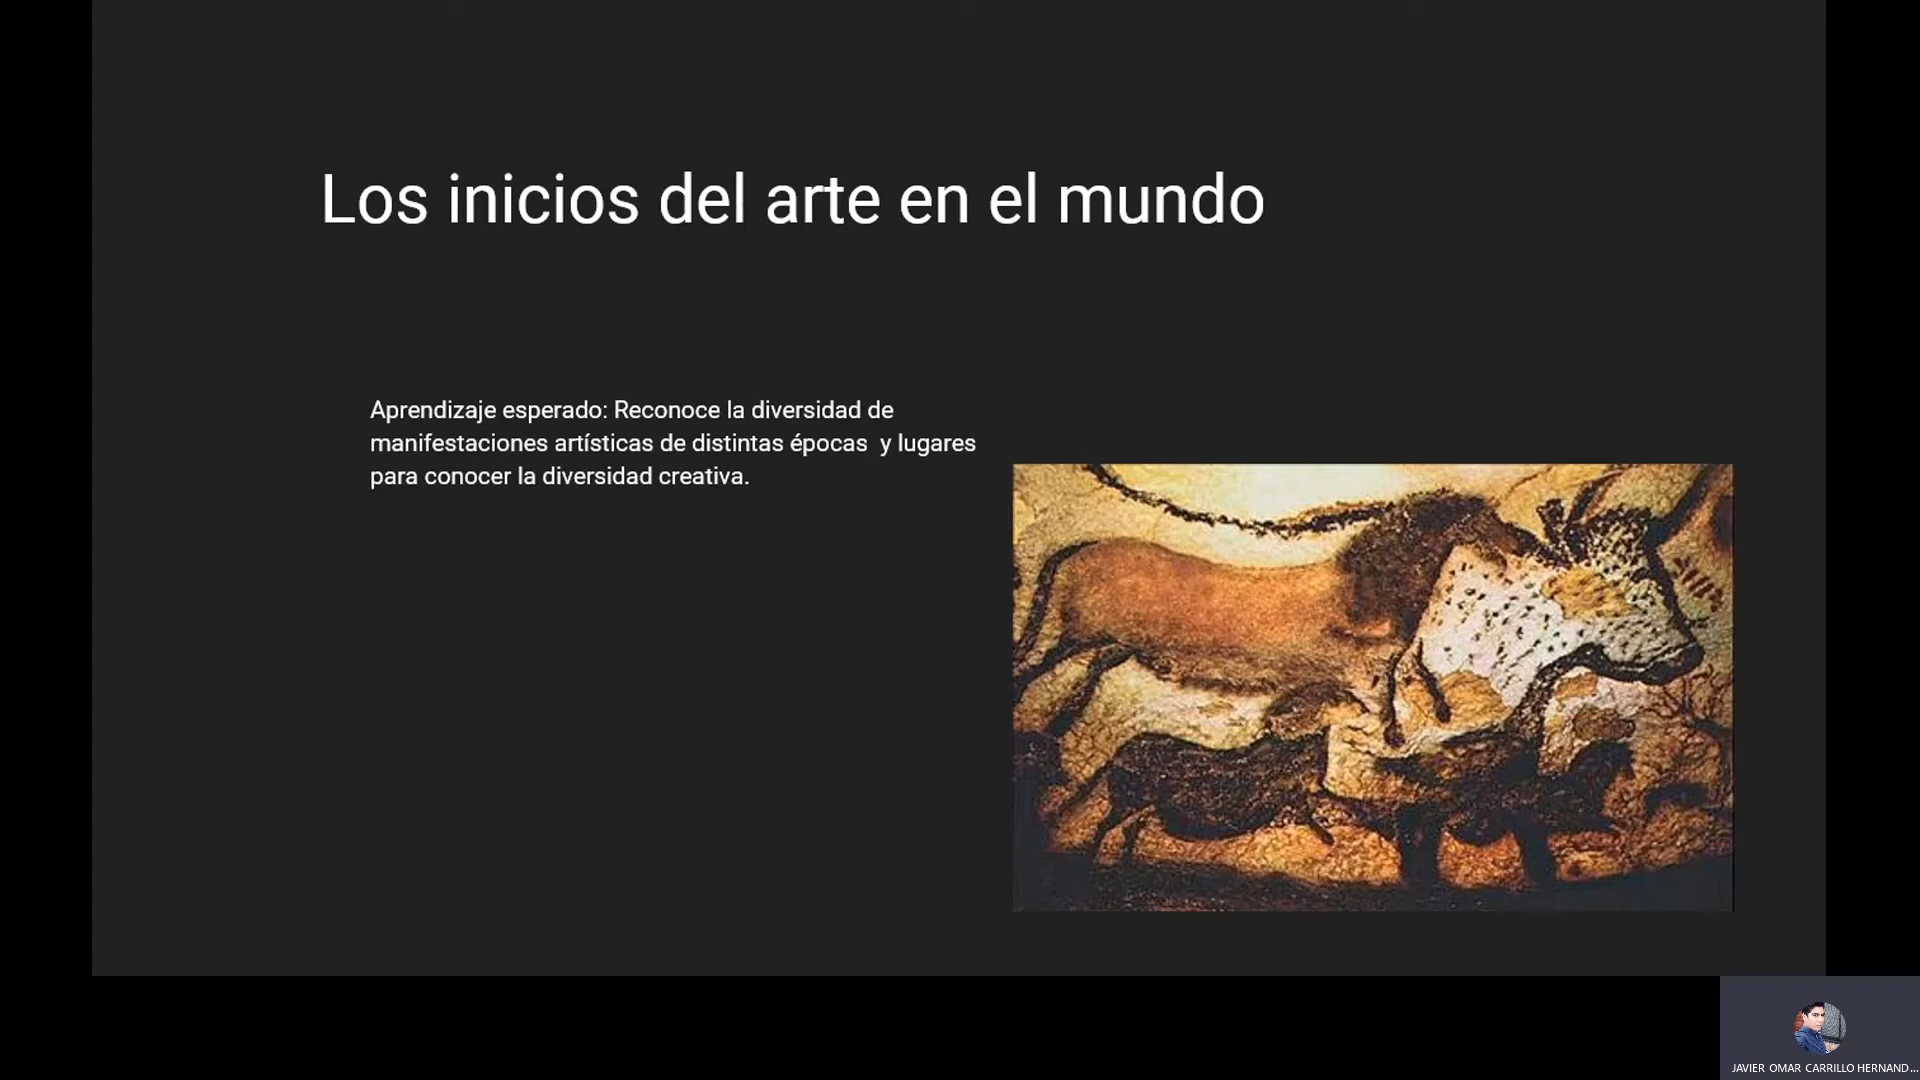 Los inicios del arte en el mundo
Aprendizaje esperado: Reconoce la diversidad de
manifestaciones artísticas de distintas épocas  y lugares
para conocer la diversidad creativa.
JAVIER OMAR CARRILLO HERNAND...